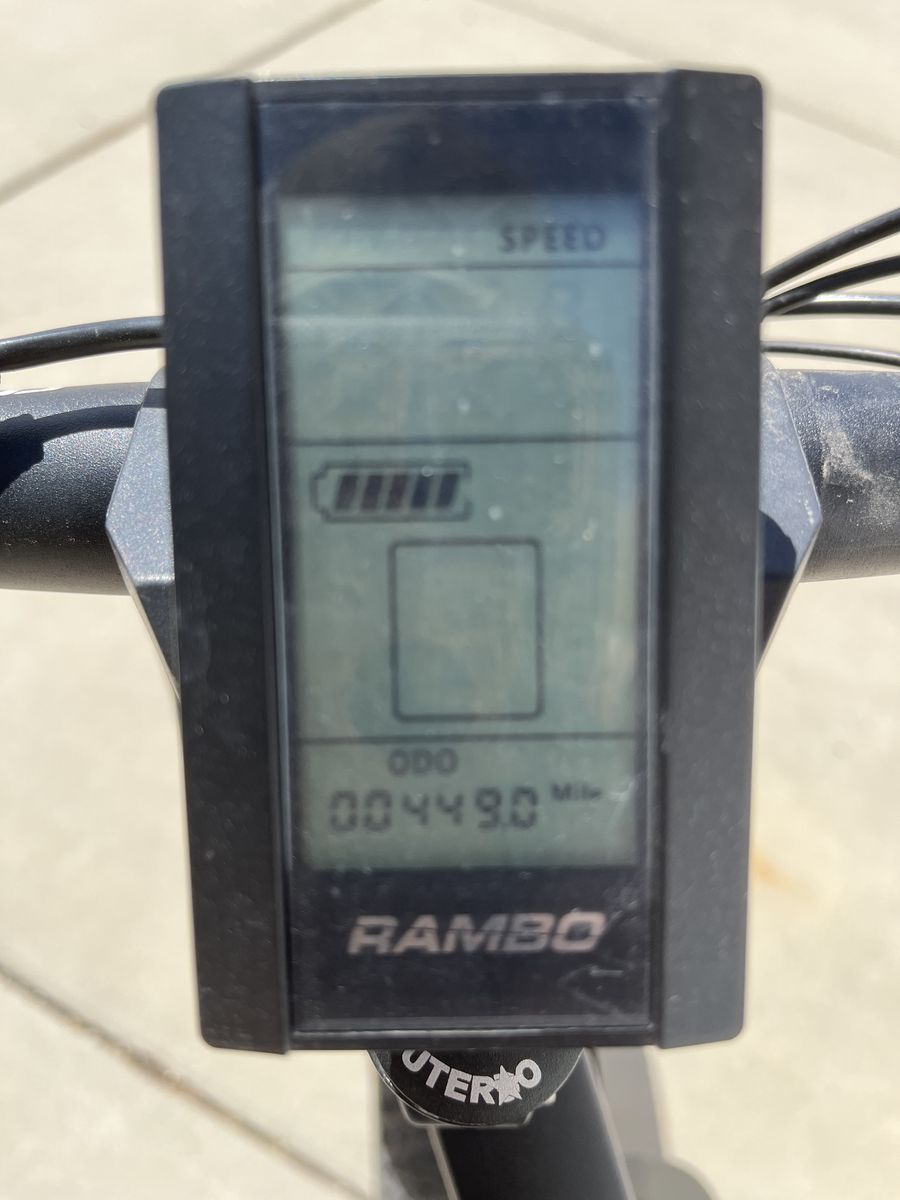 SPEED
ODO
00449.0 Mile
RAMBO
UTERO